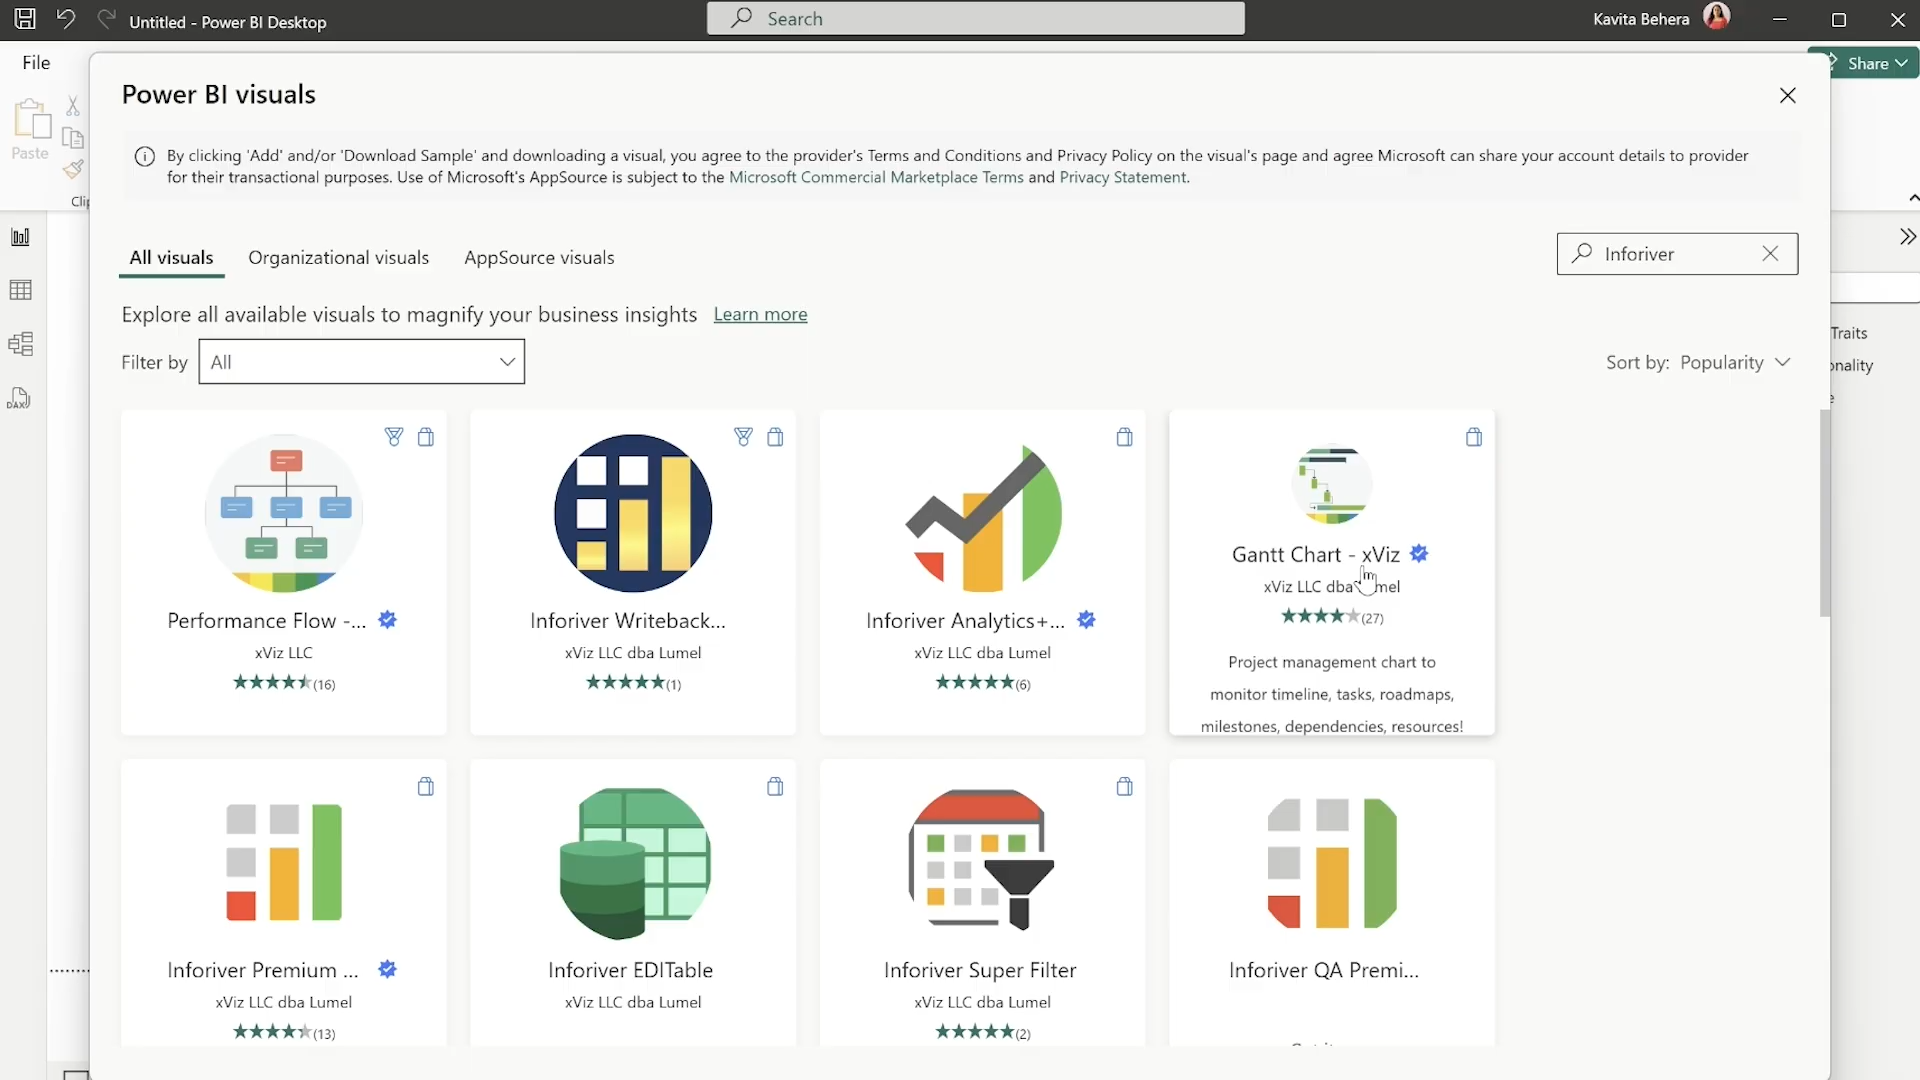 Untitled - Power BI Desktop
Search
Kavita Behera
File
Share
Power BI visuals
Paste
By clicking 'Add' and/or 'Download Sample' and downloading a visual, you agree to the provider's Terms and Conditions and Privacy Policy on the visual's page and agree Microsoft can share your account details to provider
for their transactional purposes. Use of Microsoft's AppSource is subject to the Microsoft Commercial Marketplace Terms and Privacy Statement.
Clip
All visuals
Organizational visuals
AppSource visuals
Inforiver
Explore all available visuals to magnify your business insights Learn more
Traits
Filter by All
Sort by: Popularity
onality
e
DAX
Performance Flow -...
xViz LLC
(16)
Inforiver Writeback...
xViz LLC dba Lumel
(1)
Inforiver Analytics+...
xViz LLC dba Lumel
(6)
Gantt Chart - xViz
xViz LLC dba mel
(27)
Project management chart to
monitor timeline, tasks, roadmaps,
milestones, dependencies, resources!
Inforiver Premium ...
xViz LLC dba Lumel
(13)
Inforiver EDITable
xViz LLC dba Lumel
Inforiver Super Filter
xViz LLC dba Lumel
(2)
Inforiver QA Premi...